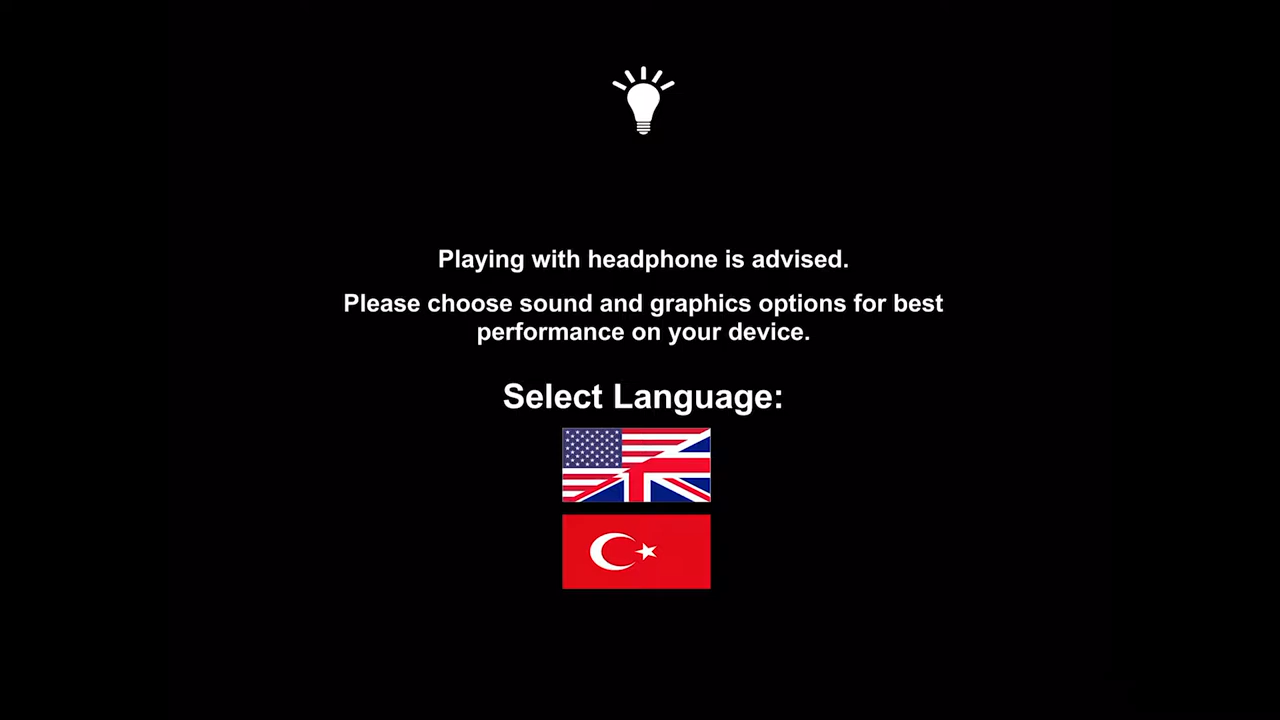 Playing with headphone is advised.
Please choose sound and graphics options for best
performance on your device.
Select Language: